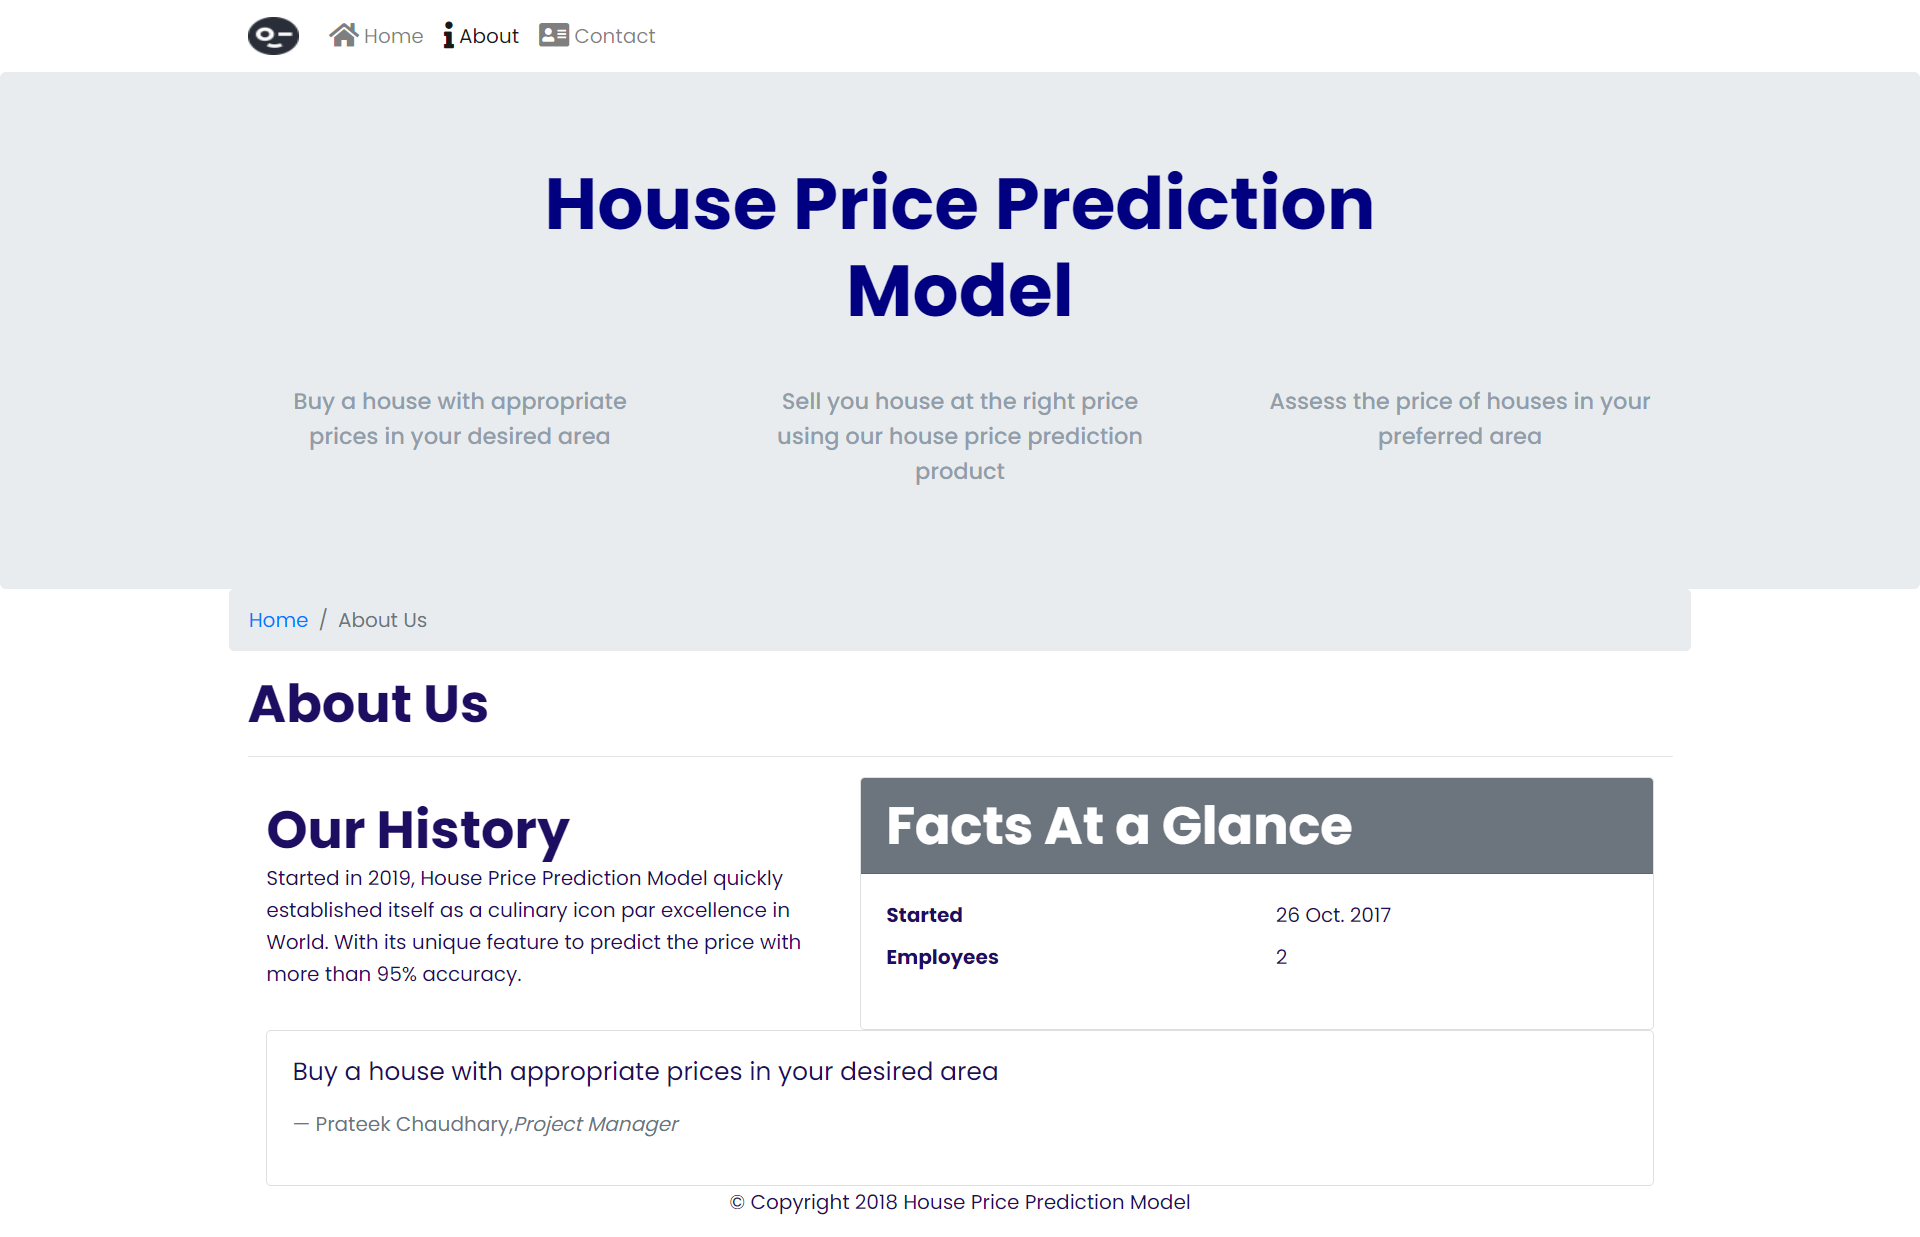 Home About Contact
House Price Prediction
Model
Buy a house with appropriate
prices in your desired area
Sell you house at the right price
using our house price prediction
product
Assess the price of houses in your
preferred area
Home / About Us
About Us
Our History
Started in 2019, House Price Prediction Model quickly
established itself as a culinary icon par excellence in
World. With its unique feature to predict the price with
more than 95% accuracy.
Facts At a Glance
Started 26 Oct. 2017
Employees 2
Buy a house with appropriate prices in your desired area
— Prateek Chaudhary,Project Manager
© Copyright 2018 House Price Prediction Model